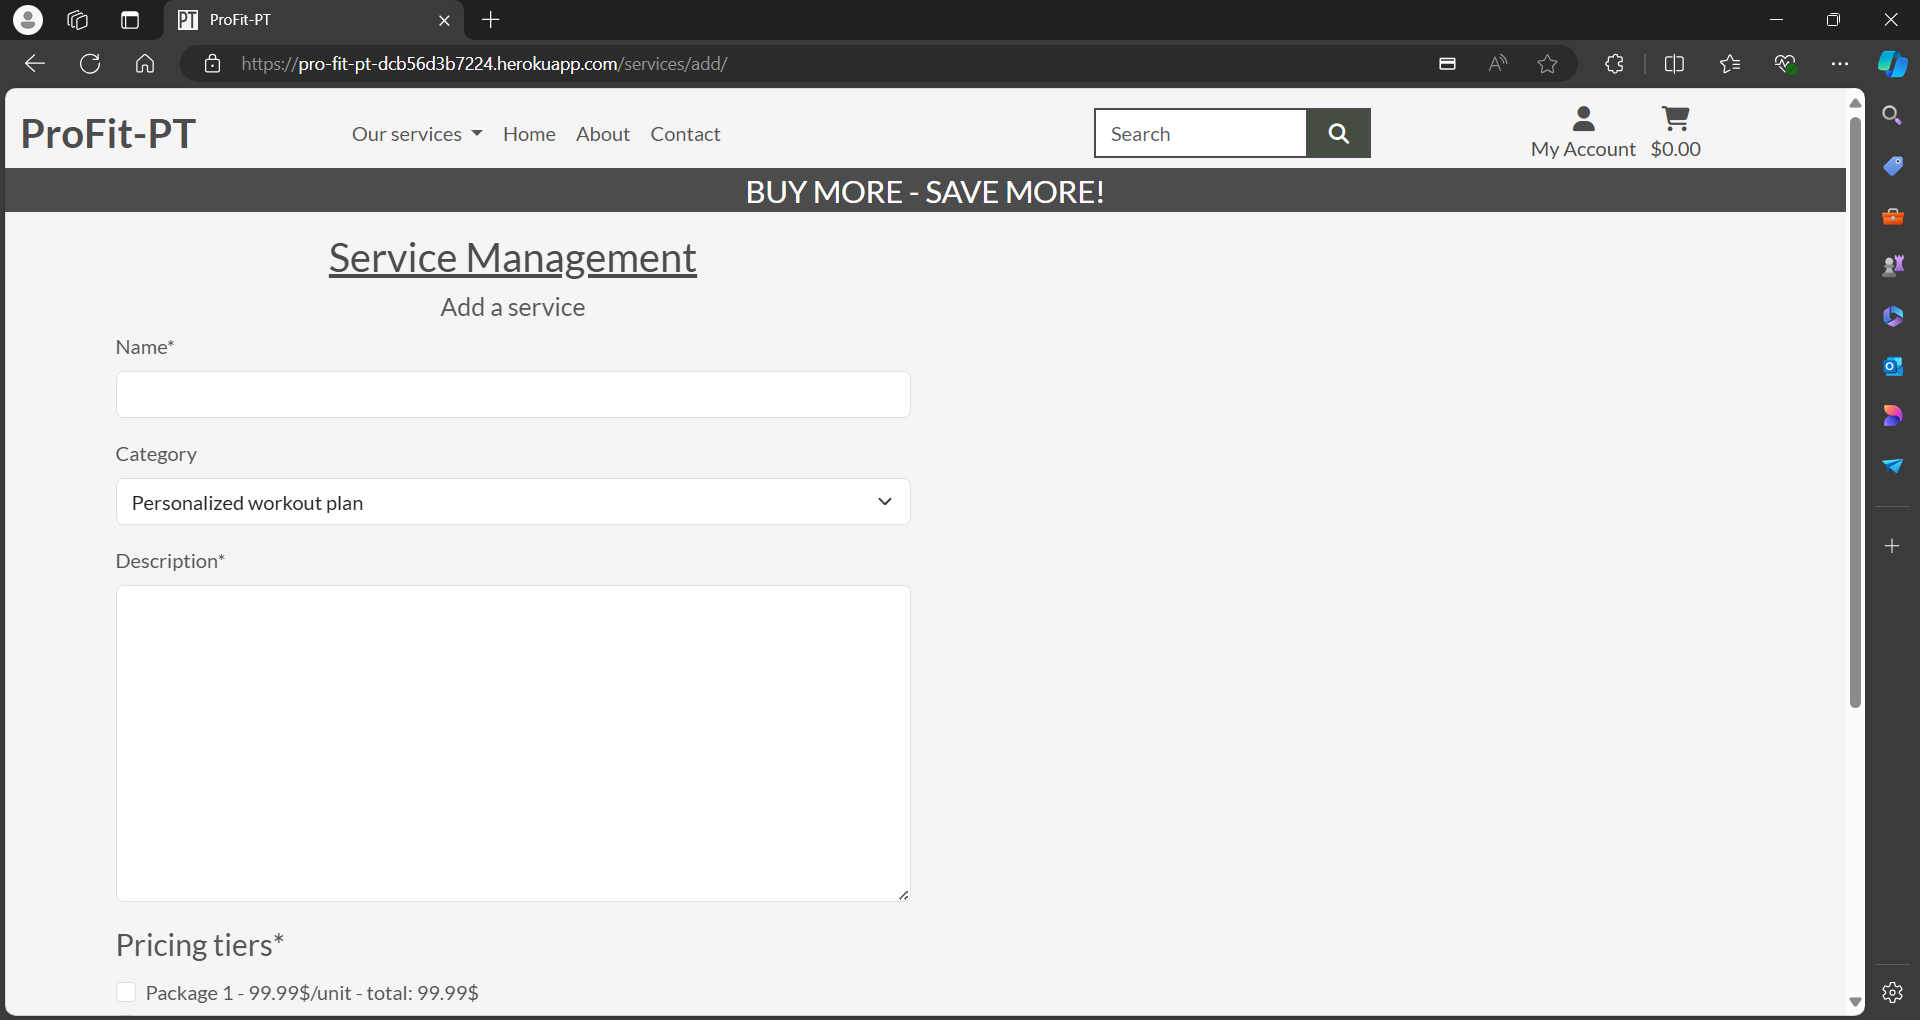 PT ProFit-PT
https://pro-fit-pt-dcb56d3b7224.herokuapp.com/services/add/
ProFit-PT
Our services Home About Contact
Search
My Account $0.00
BUY MORE - SAVE MORE!
Service Management
Add a service
Name*
Category
Personalized workout plan
Description*
Pricing tiers*
Package 1 - 99.99$/unit - total: 99.99$